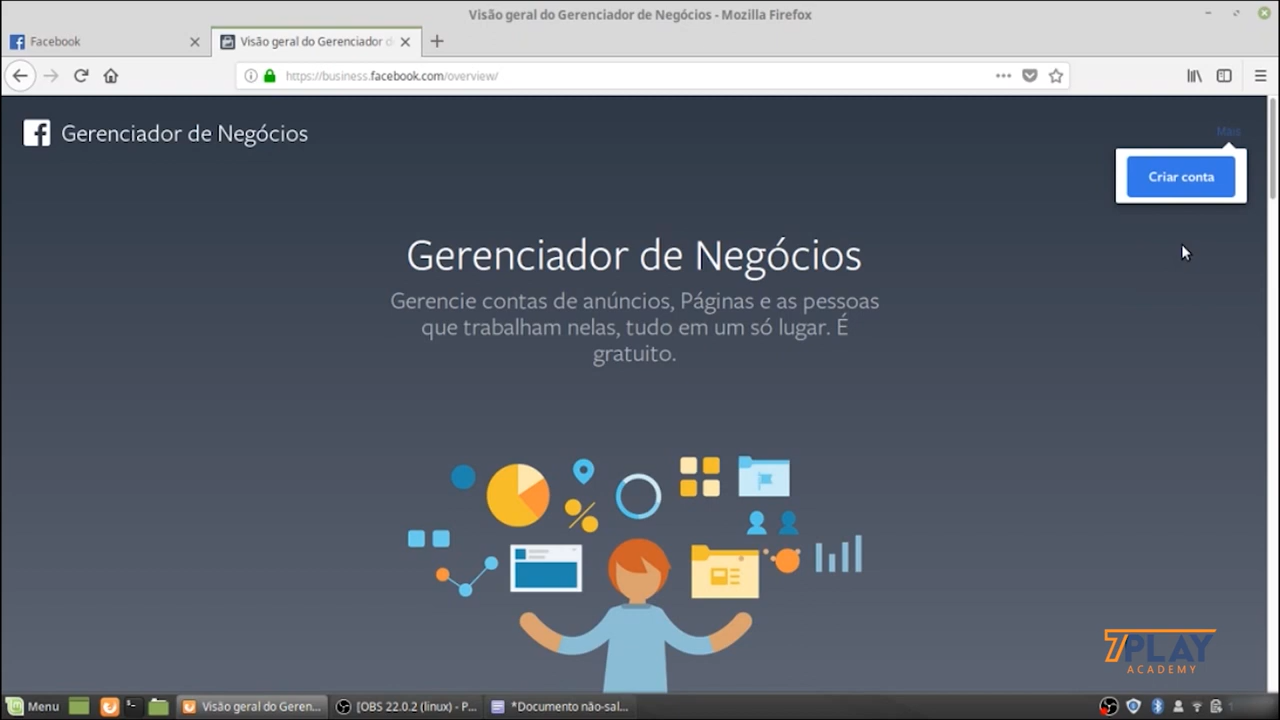 Visão geral do Gerenciador de Negócios - Mozilla Firefox
Facebook
Visão geral do Gerenciador d
https://business.facebook.com/overview/
Gerenciador de Negócios
Mais
Criar conta
Gerenciador de Negócios
Gerencie contas de anúncios, Páginas e as pessoas
que trabalham nelas, tudo em um só lugar. É
gratuito.
7PLAY
ACADEMY
Menu
Visão geral do Geren...
[OBS 22.0.2 (linux) - P...
*Documento não-sal...